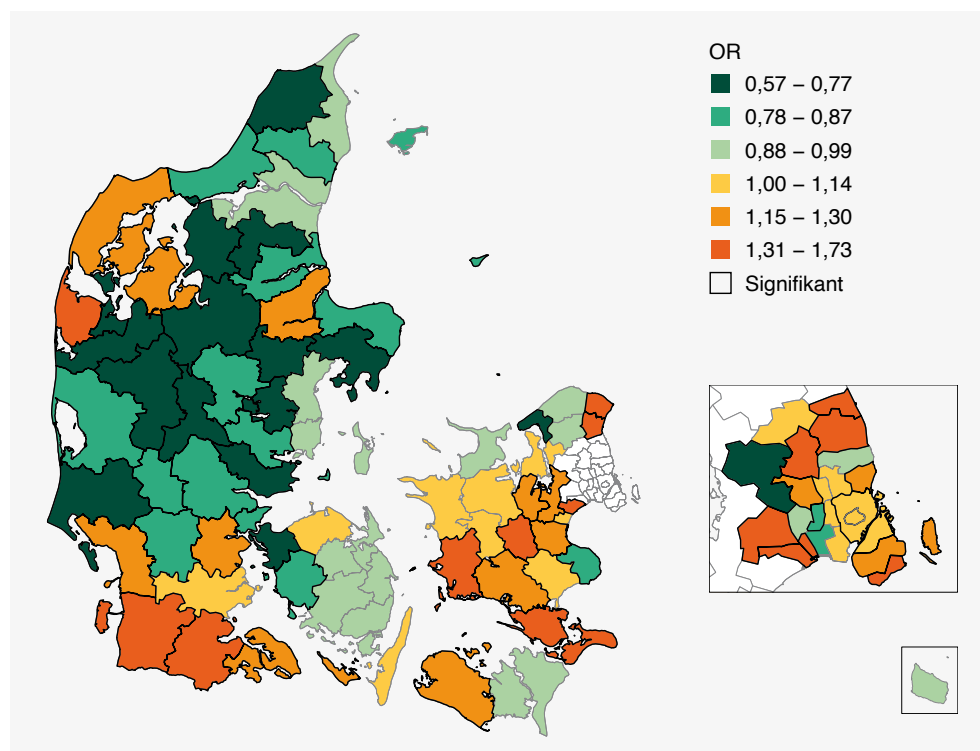 OR
0,57 – 0,77
0,78 – 0,87
0,88 – 0,99
1,00 – 1,14
1,15 – 1,30
1,31 – 1,73
Signifikant